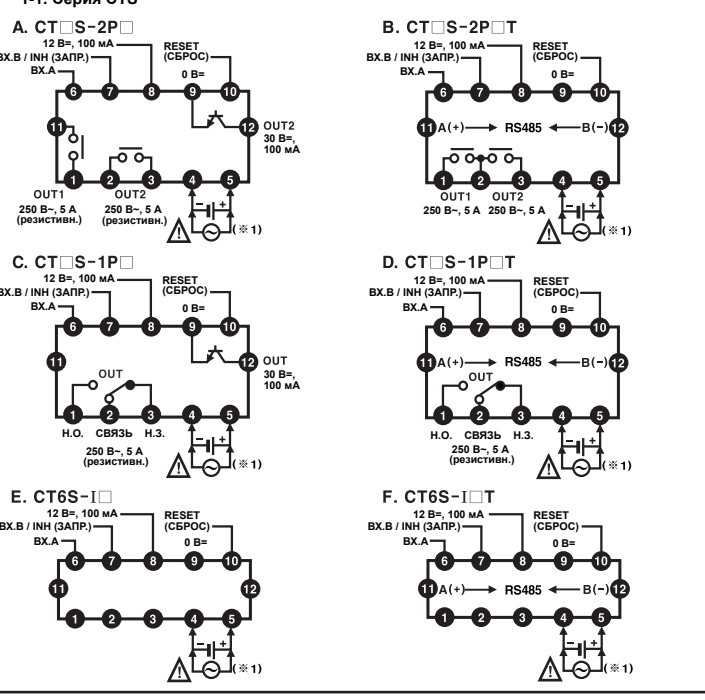 1-1. Серия CTS
A. CT□S-2P□
12 В=, 100 мА
ВХ.В / INH (ЗАПР.)
ВХ.А
RESET
(СБРОС)
0 В=
6 7 8 9 10
11
12
OUT2
30 В=,
100 мА
1 2 3 4 5
OUT1
250 В~, 5 А
(резистивн.)
OUT2
250 В~, 5 А
(резистивн.)
− +
(※1)
B. CT□S-2P□T
12 В=, 100 мА
ВХ.В / INH (ЗАПР.)
ВХ.А
RESET
(СБРОС)
0 В=
6 7 8 9 10
11 A(+) RS485 B(−) 12
1 2 3 4 5
OUT1 OUT2
250 В~, 5 А 250 В~, 5 А
− +
(※1)
C. CT□S-1P□
12 В=, 100 мА
ВХ.В / INH (ЗАПР.)
ВХ.А
RESET
(СБРОС)
0 В=
6 7 8 9 10
11
12
OUT
OUT
30 В=,
100 мА
1 2 3 4 5
Н.О. СВЯЗЬ Н.З.
250 В~, 5 А
(резистивн.)
− +
(※1)
D. CT□S-1P□T
12 В=, 100 мА
ВХ.В / INH (ЗАПР.)
ВХ.А
RESET
(СБРОС)
0 В=
6 7 8 9 10
11 A(+) RS485 B(−) 12
OUT
1 2 3 4 5
Н.О. СВЯЗЬ Н.З.
250 В~, 5 А
(резистивн.)
− +
(※1)
E. CT6S-I□
12 В=, 100 мА
ВХ.В / INH (ЗАПР.)
ВХ.А
RESET
(СБРОС)
0 В=
6 7 8 9 10
11 12
1 2 3 4 5
− +
(※1)
F. CT6S-I□T
12 В=, 100 мА
ВХ.В / INH (ЗАПР.)
ВХ.А
RESET
(СБРОС)
0 В=
6 7 8 9 10
11 A(+) RS485 B(−) 12
1 2 3 4 5
− +
(※1)